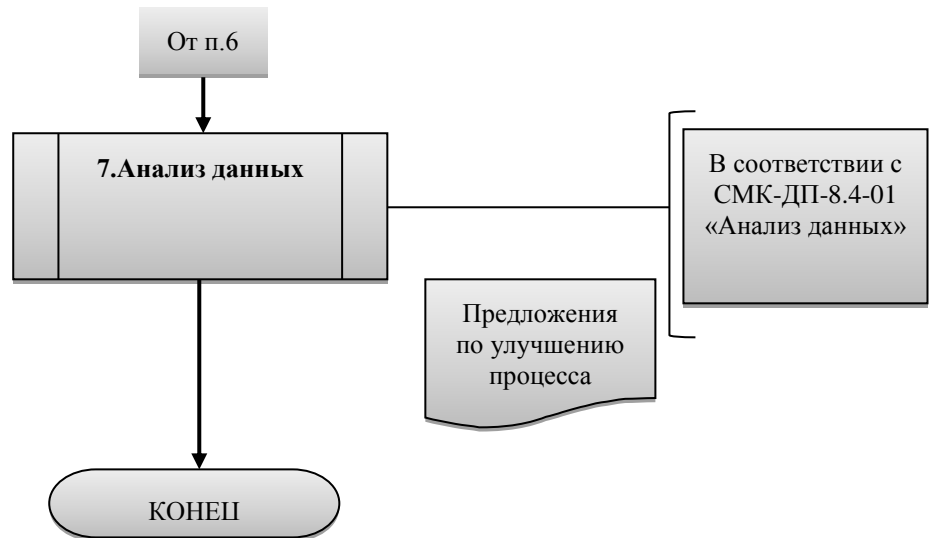 От п.6
7.Анализ данных
В соответствии с
СМК-ДП-8.4-01
«Анализ данных»
Предложения
по улучшению
процесса
КОНЕЦ